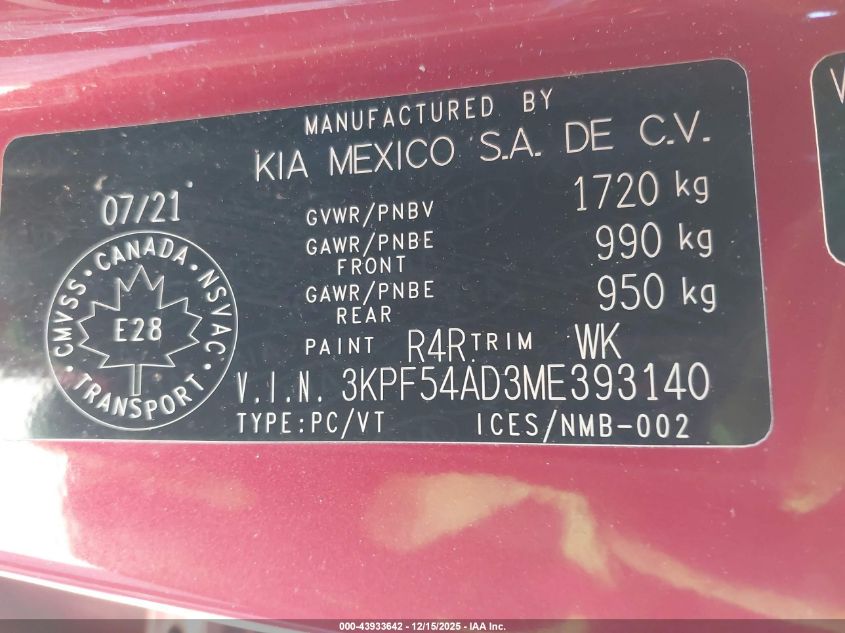 MANUFACTURED BY
KIA MEXICO S.A. DE C.V.
07/21
GVWR/PNBV 1720 kg
GAWR/PNBE FRONT 990 kg
GAWR/PNBE REAR 950 kg
PAINT R4R TRIM WK
V.I.N. 3KPF54AD3ME393140
TYPE:PC/VT ICES/NMB-002
CMVSS · CANADA · NSVAC · TRANSPORT ·
E28
V
000-43933642 - 12/15/2025 - IAA Inc.